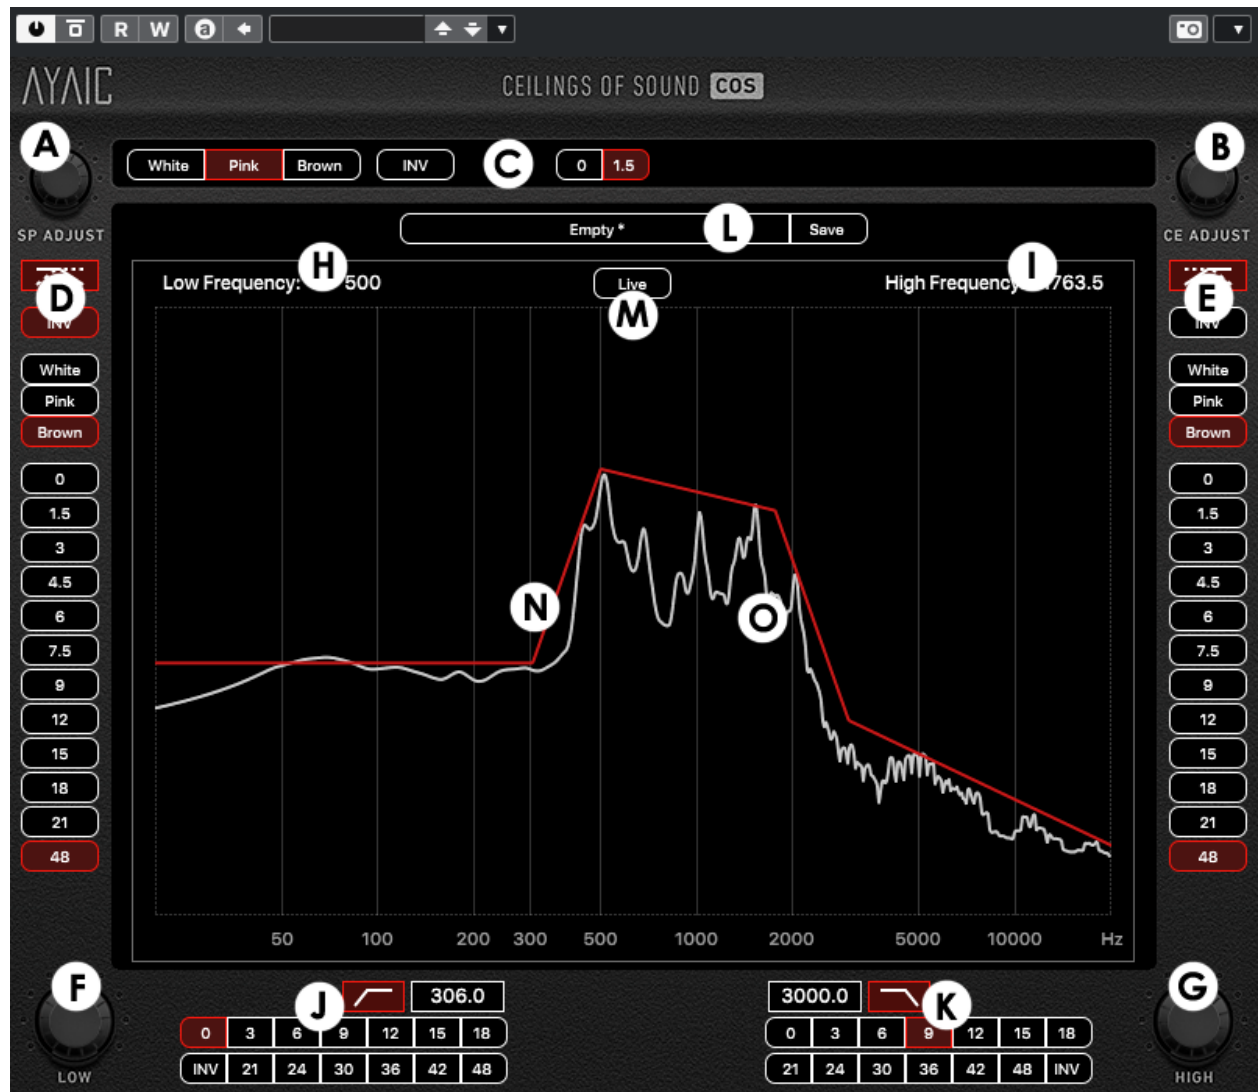 R W a
AYAIC
CEILINGS OF SOUND COS
A
B
White Pink Brown INV C 0 1.5
SP ADJUST
CE ADJUST
Empty * L Save
H
I
Low Frequency: 500
Live
High Frequency 763.5
D
M
E
INV
INV
White
Pink
Brown
0
1.5
3
4.5
6
7.5
9
12
15
18
21
48
White
Pink
Brown
0
1.5
3
4.5
6
7.5
9
12
15
18
21
48
N
O
50 100 200 300 500 1000 2000 5000 10000 Hz
F
G
J 306.0
3000.0 K
0 3 6 9 12 15 18
INV 21 24 30 36 42 48
0 3 6 9 12 15 18
21 24 30 36 42 48 INV
LOW
HIGH